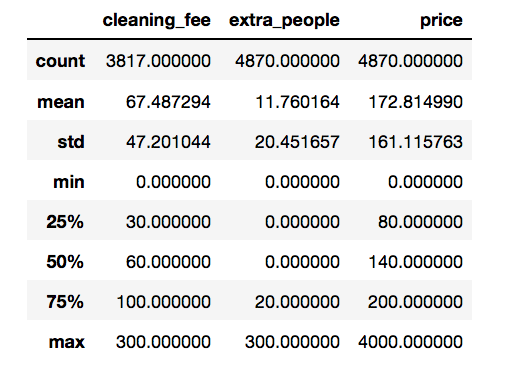 cleaning_fee extra_people price
count 3817.000000 4870.000000 4870.000000
mean 67.487294 11.760164 172.814990
std 47.201044 20.451657 161.115763
min 0.000000 0.000000 0.000000
25% 30.000000 0.000000 80.000000
50% 60.000000 0.000000 140.000000
75% 100.000000 20.000000 200.000000
max 300.000000 300.000000 4000.000000